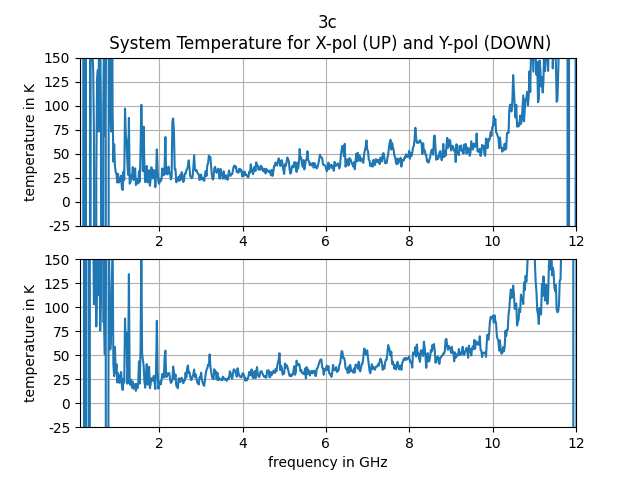 3c
System Temperature for X-pol (UP) and Y-pol (DOWN)
150
125
100
75
50
25
0
-25
temperature in K
2 4 6 8 10 12
150
125
100
75
50
25
0
-25
temperature in K
2 4 6 8 10 12
frequency in GHz